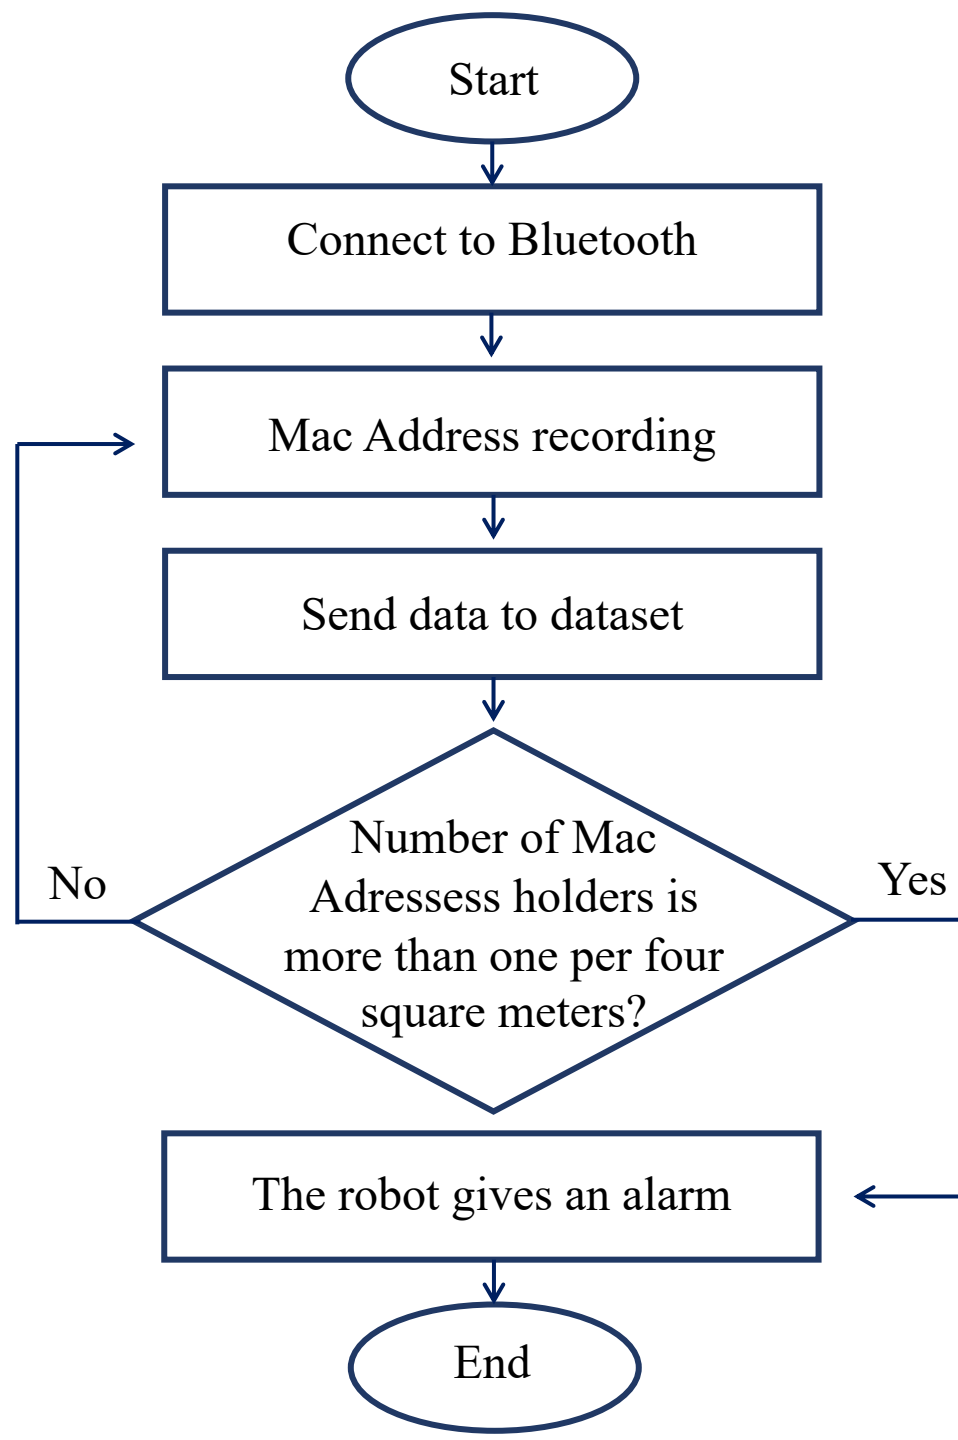 Start
Connect to Bluetooth
Mac Address recording
Send data to dataset
Number of Mac
Adressess holders is
more than one per four
square meters?
No
Yes
The robot gives an alarm
End